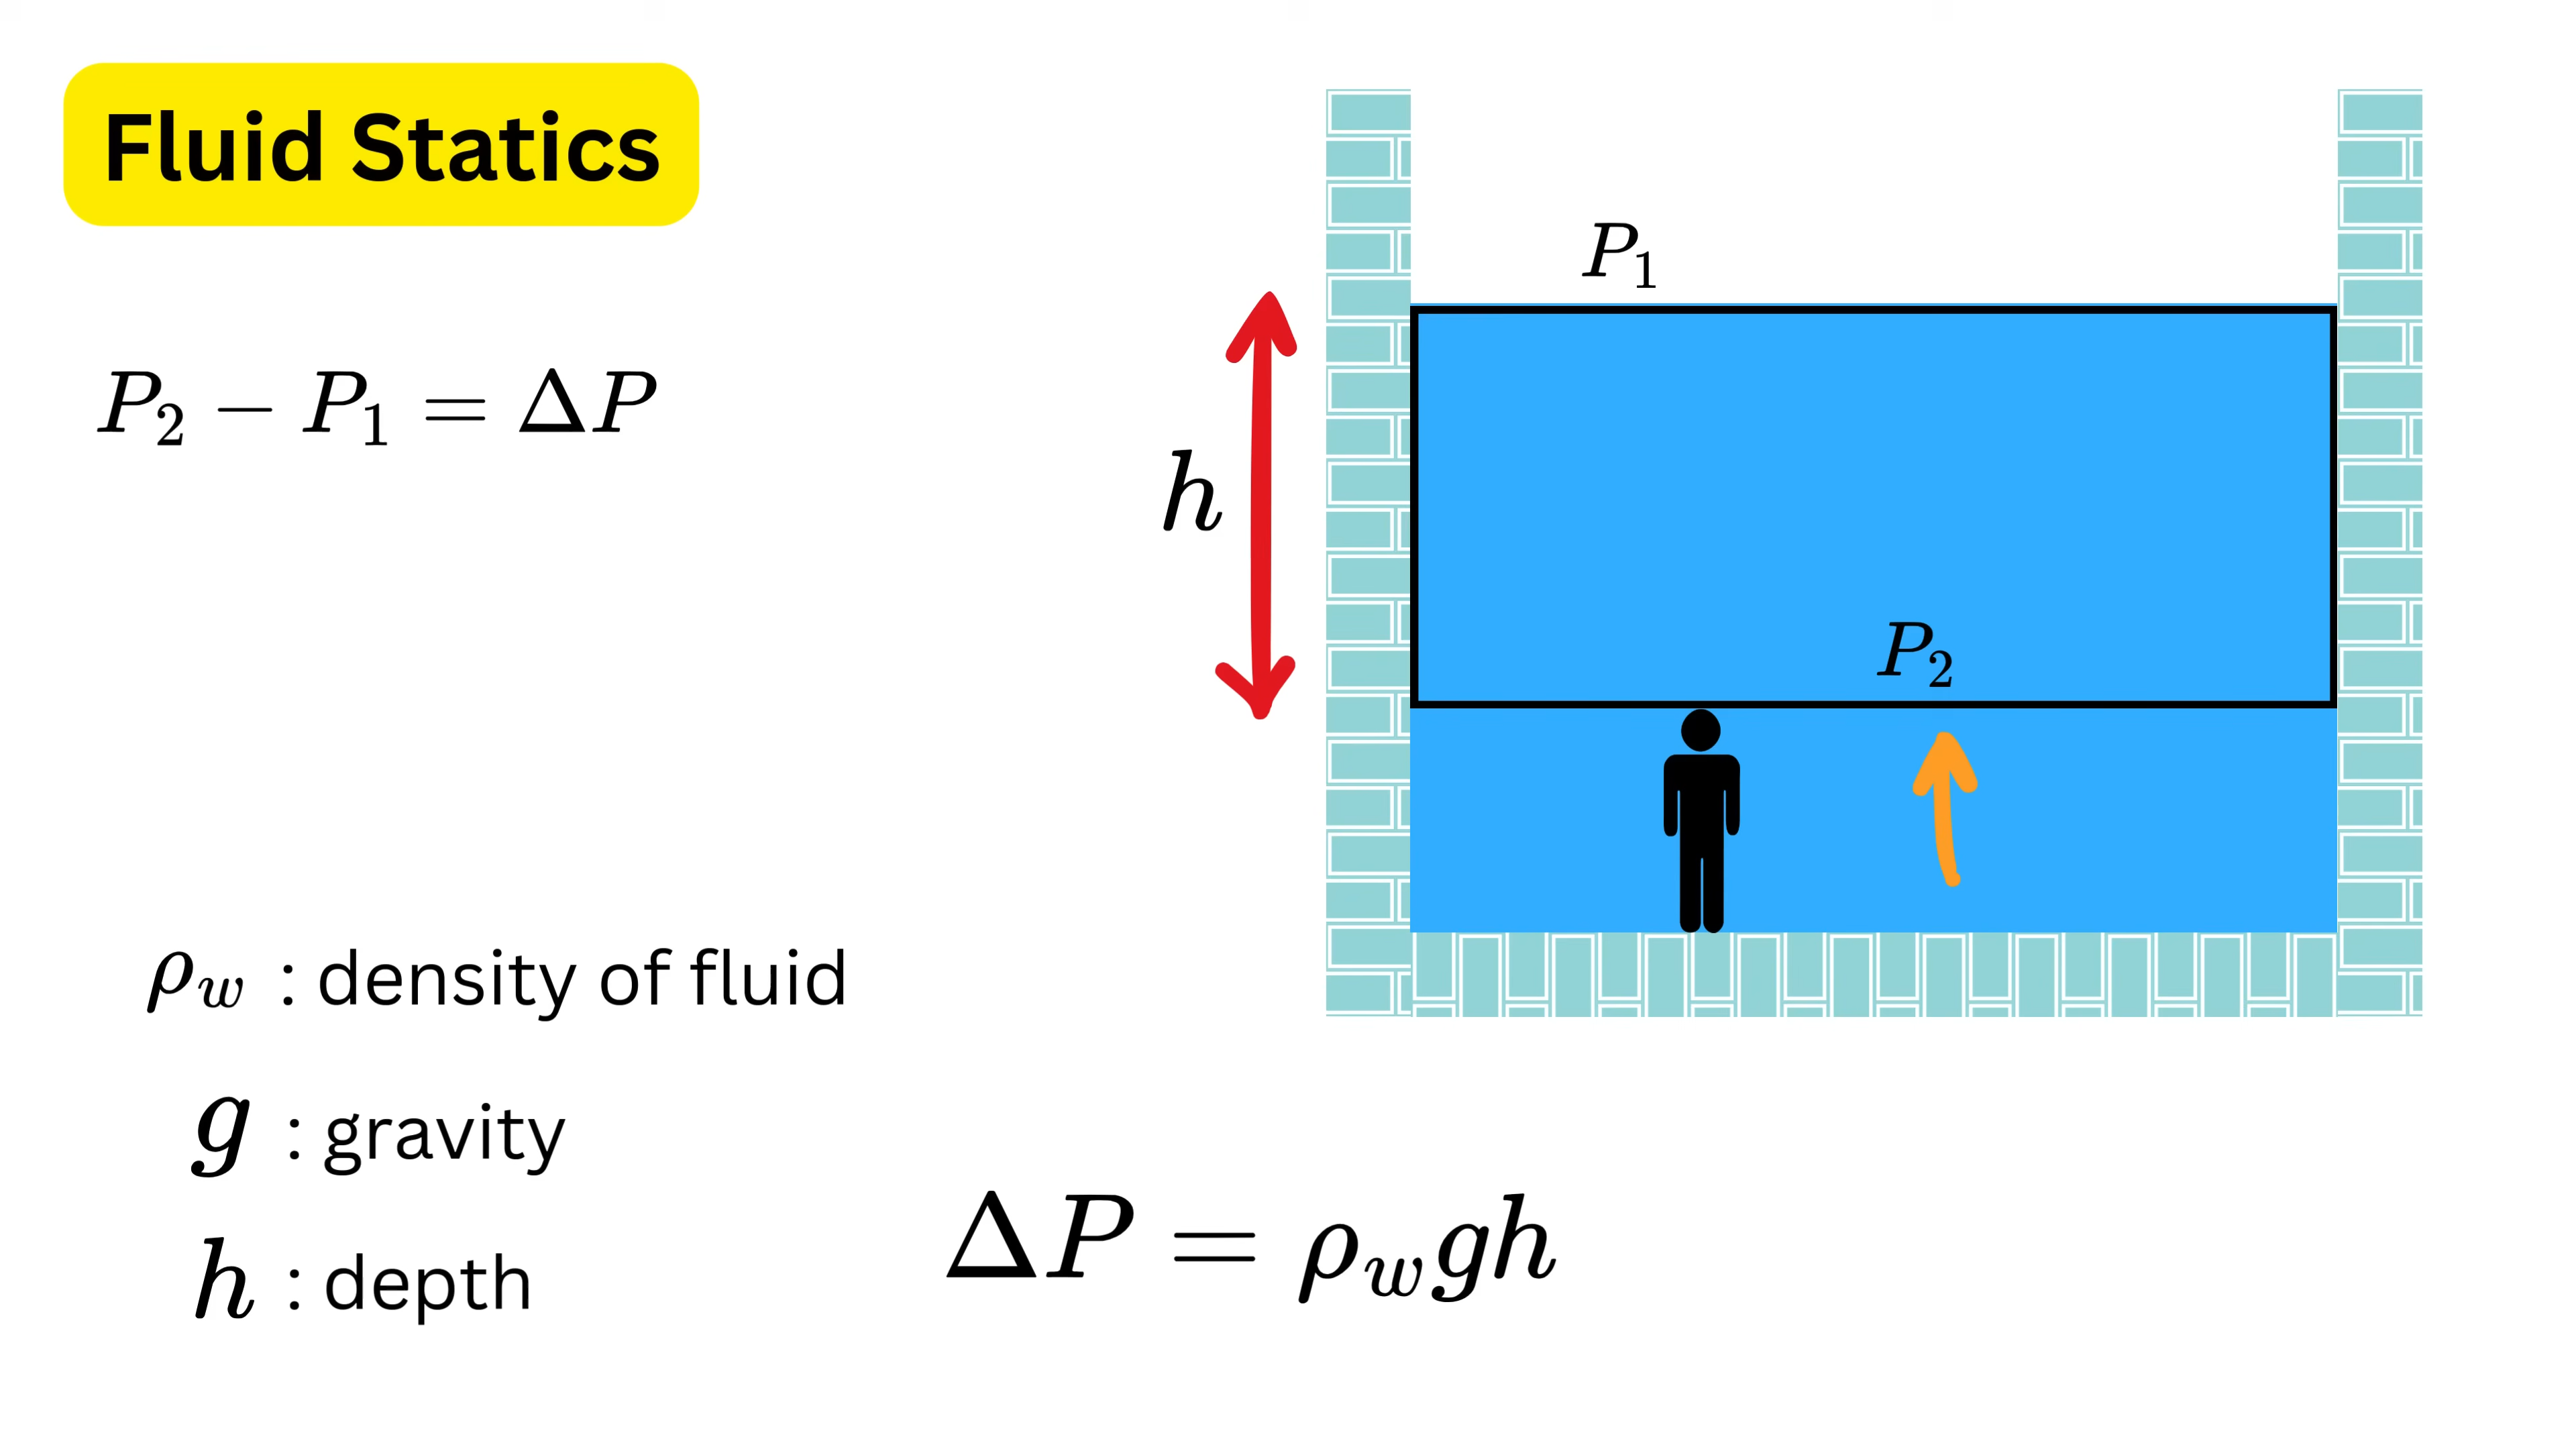 Fluid Statics
P₂ − P₁ = ΔP
P₁
h
P₂
ρ_w : density of fluid
g : gravity
h : depth
ΔP = ρ_w gh